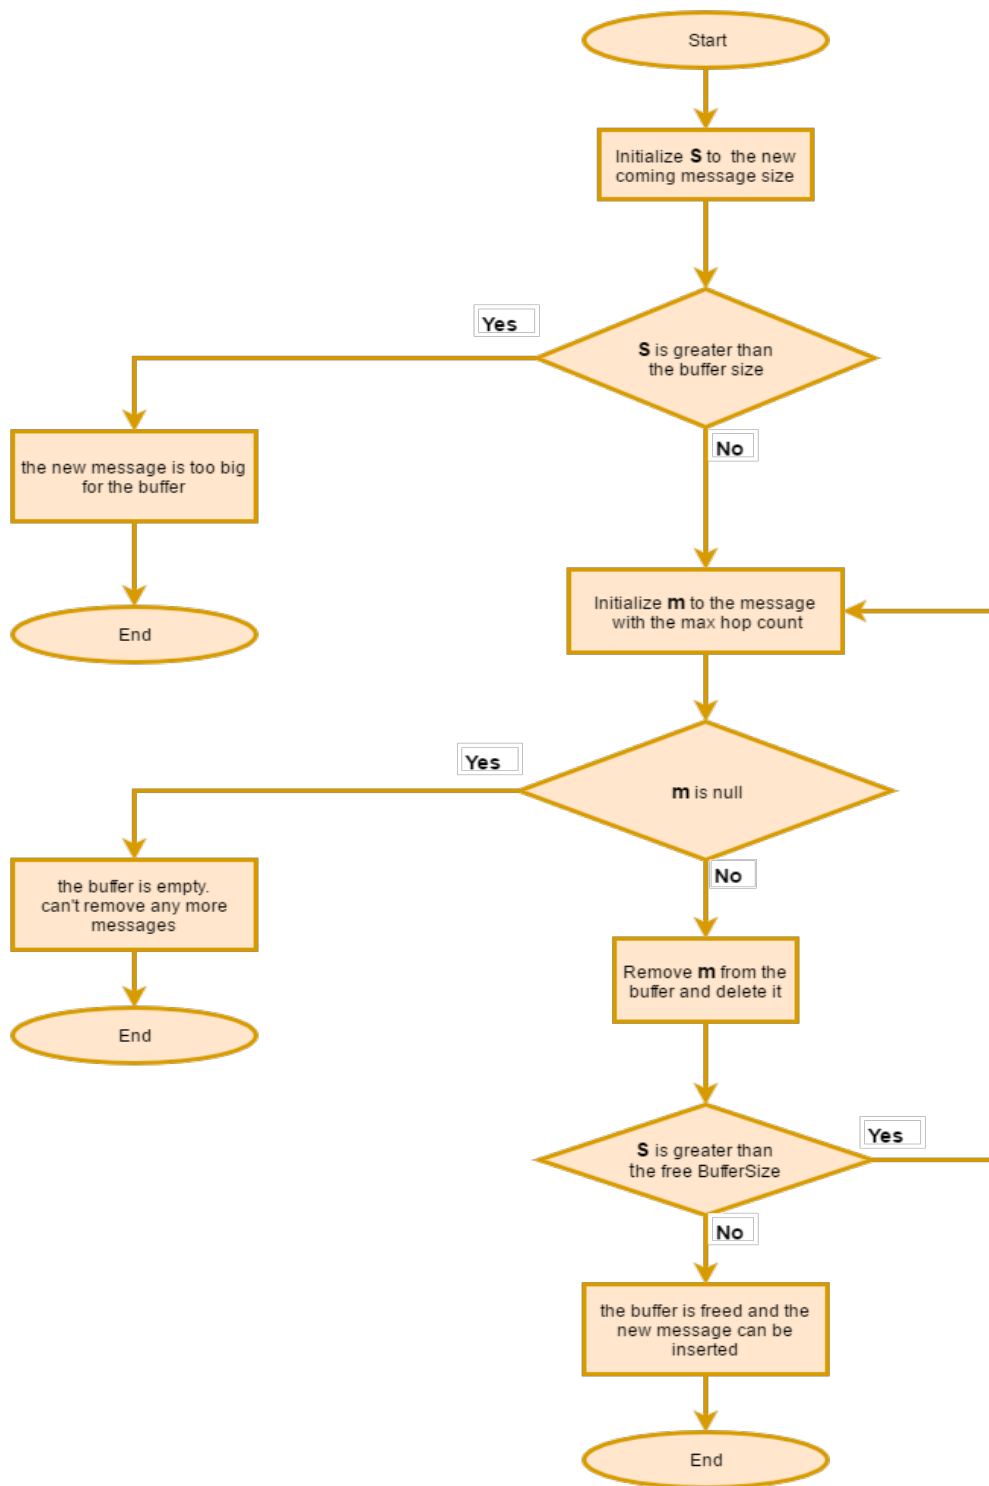 Start
Initialize S to the new
coming message size
Yes
S is greater than
the buffer size
No
the new message is too big
for the buffer
End
Initialize m to the message
with the max hop count
Yes
m is null
No
the buffer is empty.
can't remove any more
messages
End
Remove m from the
buffer and delete it
Yes
S is greater than
the free BufferSize
No
the buffer is freed and the
new message can be
inserted
End